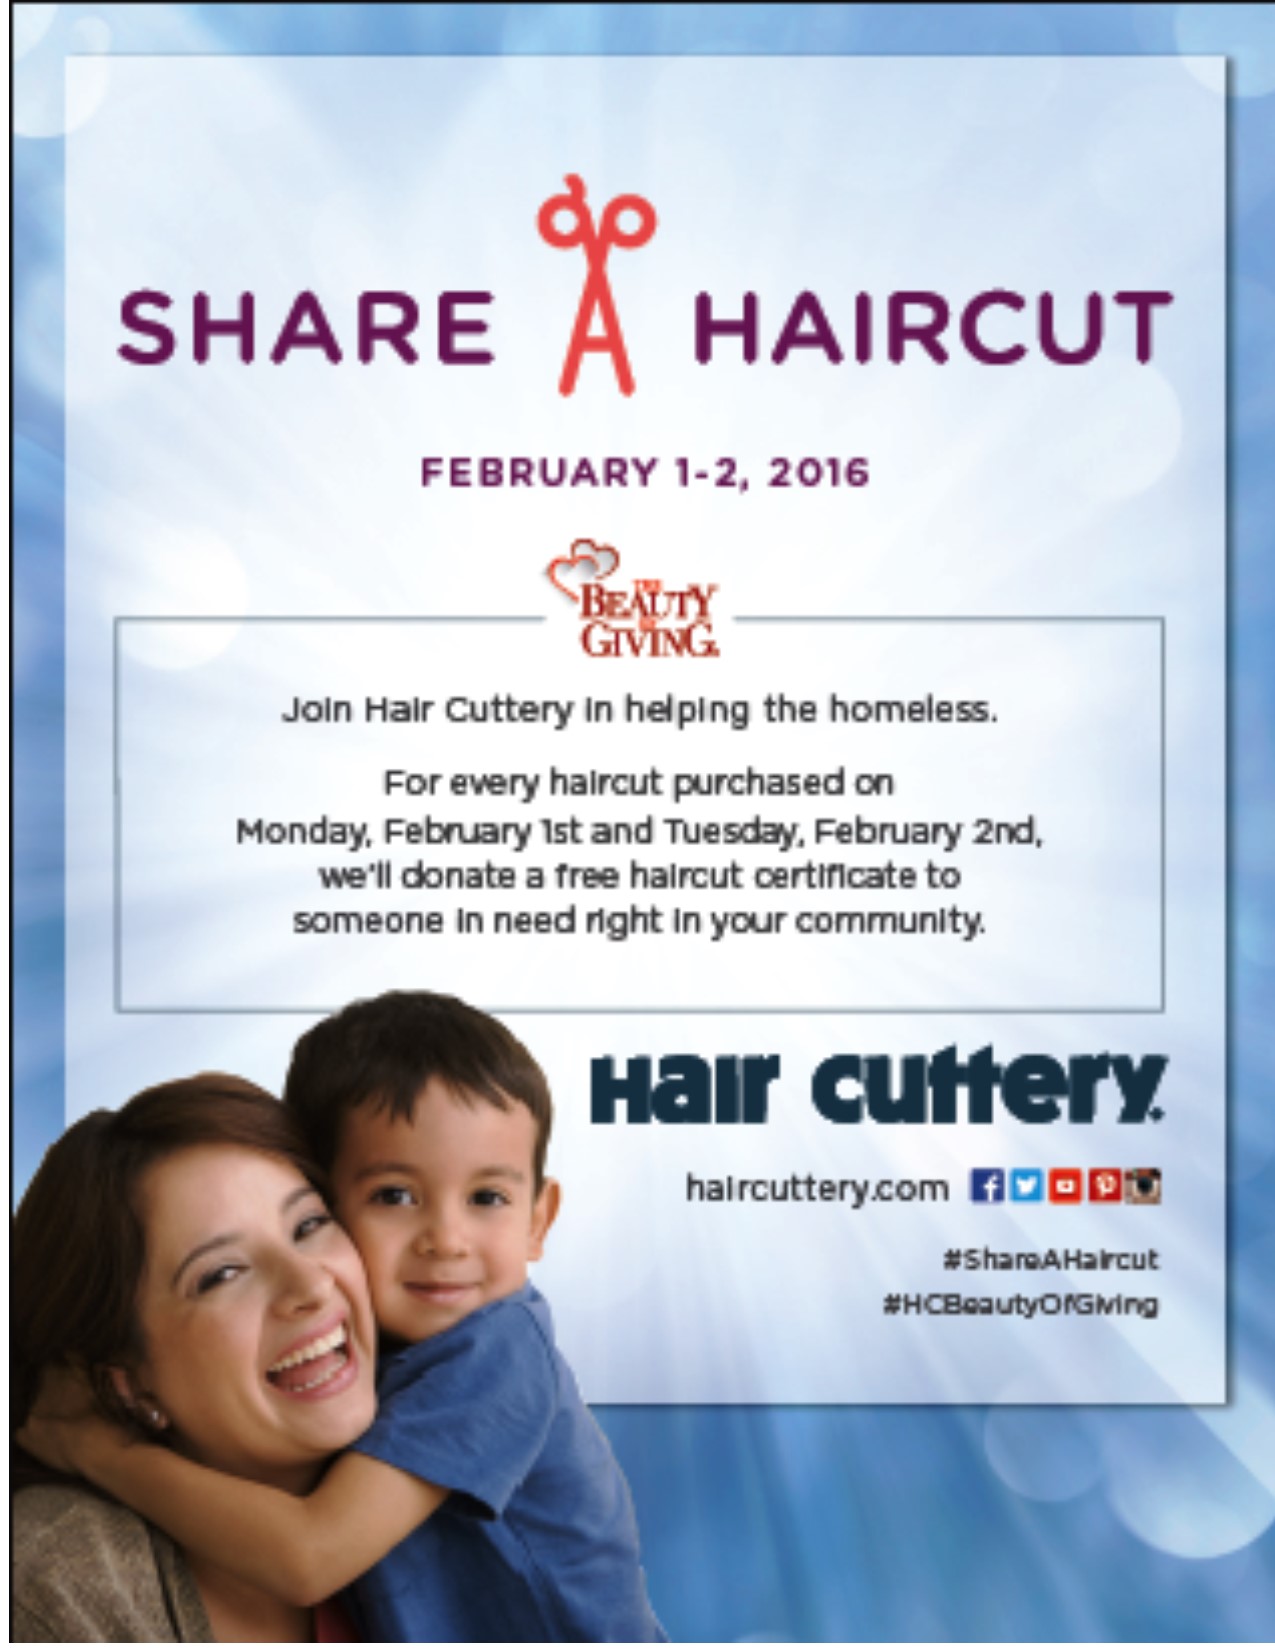 SHARE A HAIRCUT
FEBRUARY 1-2, 2016
THE
BEAUTY
OF
GIVING
Join Hair Cuttery in helping the homeless.
For every haircut purchased on
Monday, February 1st and Tuesday, February 2nd,
we'll donate a free haircut certificate to
someone in need right in your community.
Hair Cuttery.
haircuttery.com
#ShareAHaircut
#HCBeautyOfGiving